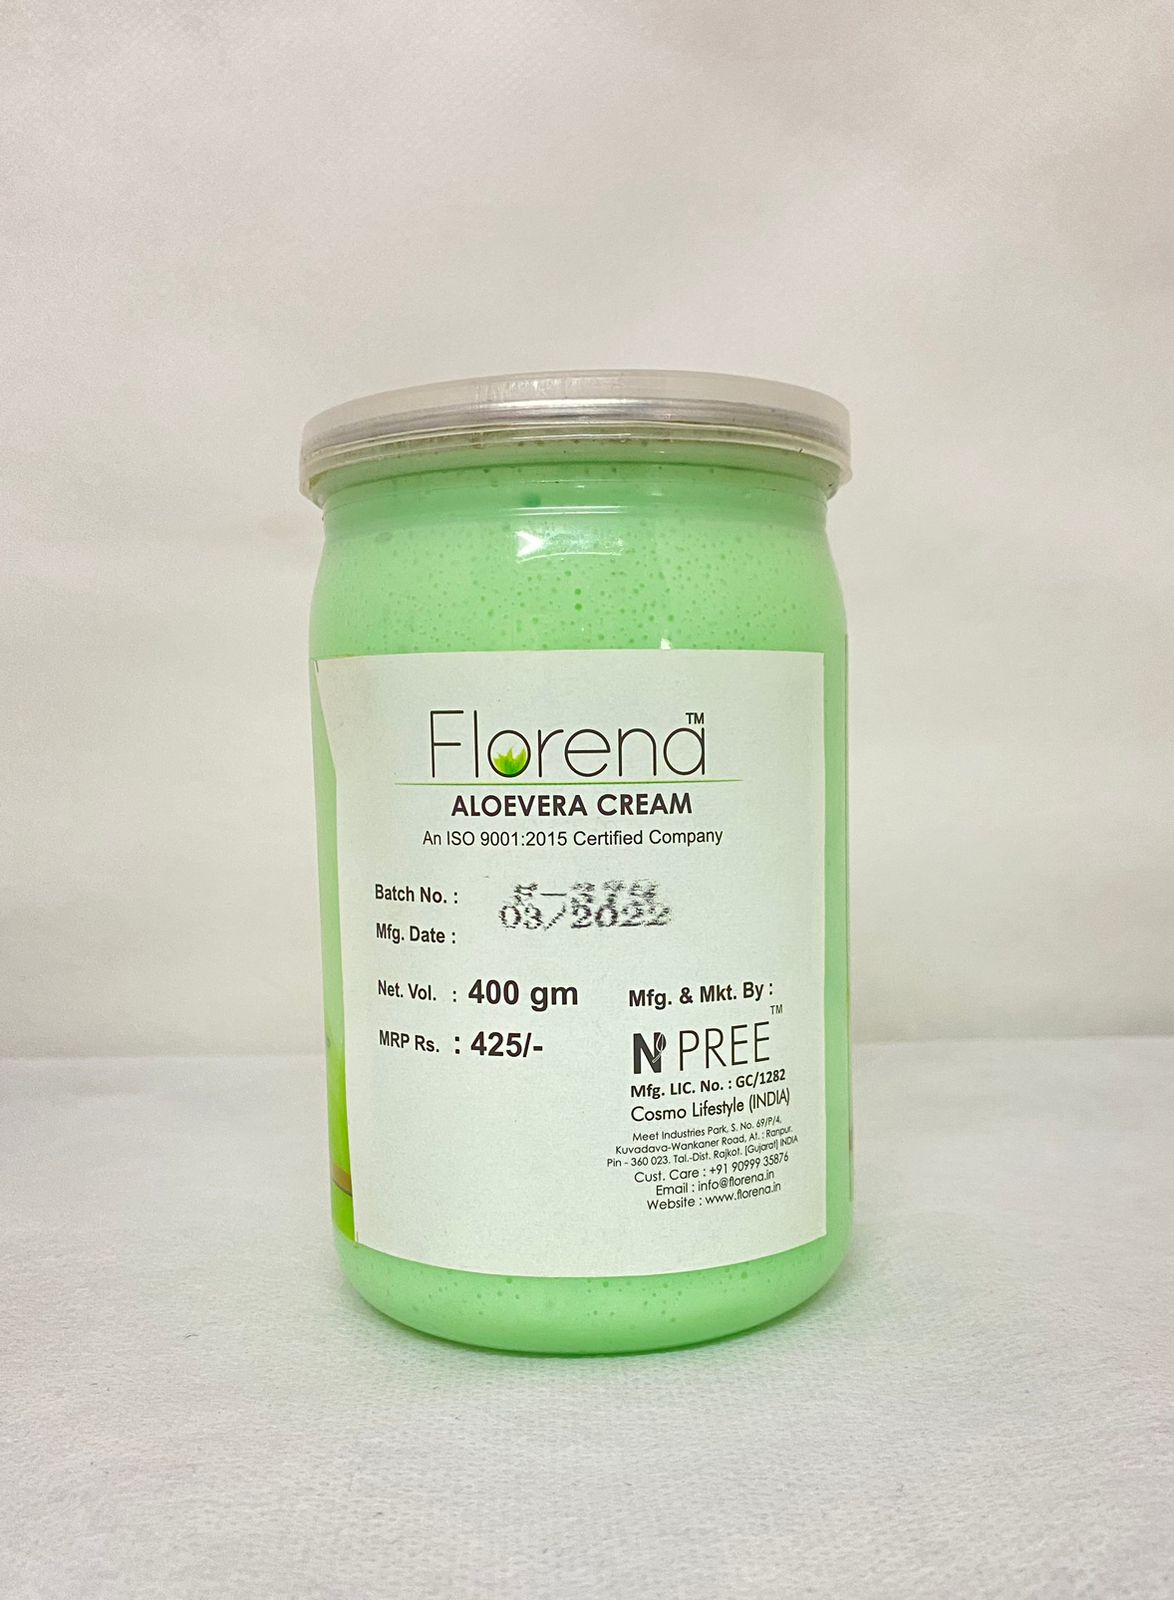 Florena™
ALOEVERA CREAM
An ISO 9001:2015 Certified Company
Batch No. :
03/2022
Mfg. Date :
Net. Vol. : 400 gm
MRP Rs. : 425/-
Mfg. & Mkt. By :
N PREE™
Mfg. LIC. No. : GC/1282
Cosmo Lifestyle (INDIA)
Meet Industries Park, S. No. 69/P/4,
Kuvadava-Wankaner Road, At. : Ranpur.
Pin - 360 023. Tal.-Dist. Rajkot. [Gujarat] INDIA
Cust. Care : +91 90999 35876
Email : info@florena.in
Website : www.florena.in